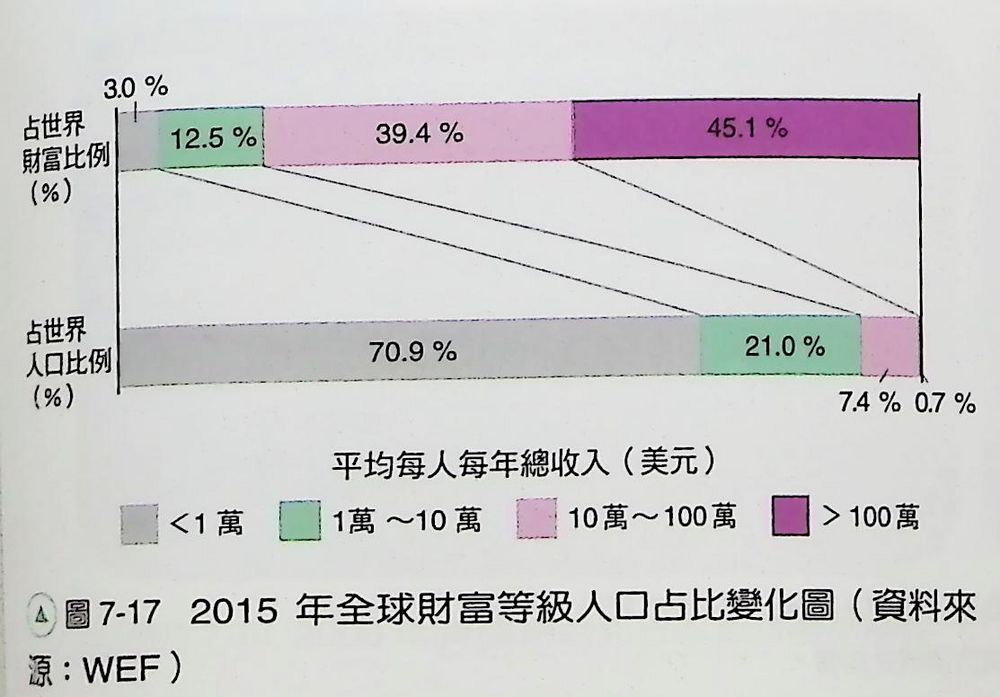 3.0 %
占世界
財富比例
(%)
12.5 %
39.4 %
45.1 %
占世界
人口比例
(%)
70.9 %
21.0 %
7.4 %
0.7 %
平均每人每年總收入（美元）
<1 萬
1萬 ～10 萬
10萬～100萬
> 100萬
圖 7-17 2015 年全球財富等級人口占比變化圖（資料來
源：WEF）